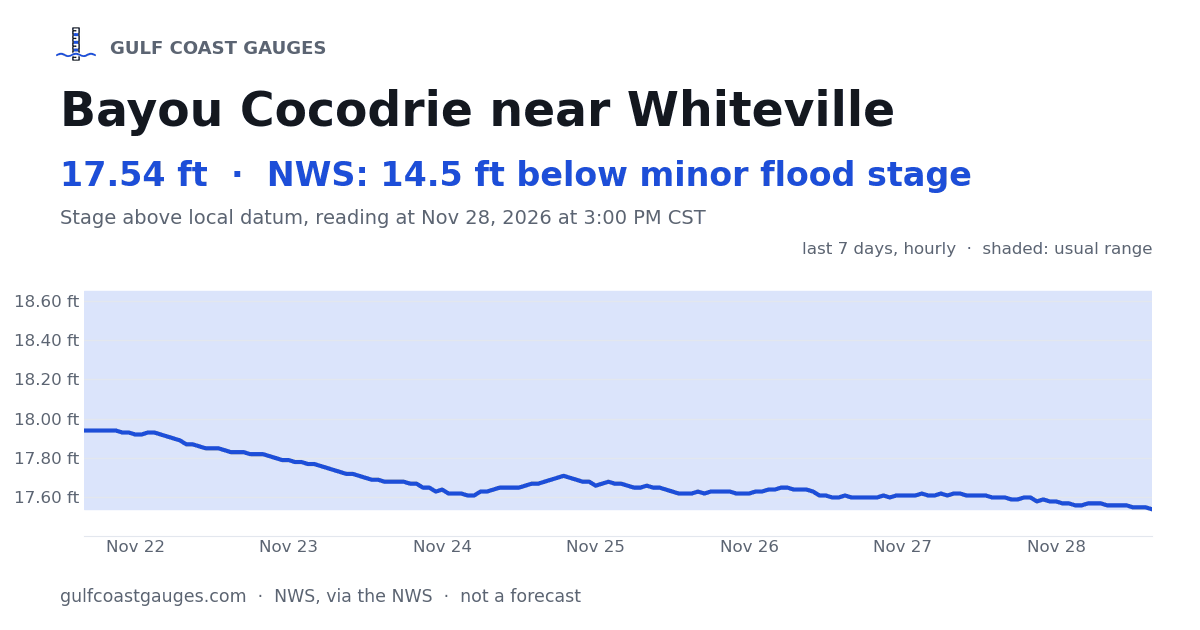 GULF COAST GAUGES
Bayou Cocodrie near Whiteville
17.54 ft · NWS: 14.5 ft below minor flood stage
Stage above local datum, reading at Nov 28, 2026 at 3:00 PM CST
last 7 days, hourly · shaded: usual range
18.60 ft
18.40 ft
18.20 ft
18.00 ft
17.80 ft
17.60 ft
Nov 22 Nov 23 Nov 24 Nov 25 Nov 26 Nov 27 Nov 28
gulfcoastgauges.com · NWS, via the NWS · not a forecast